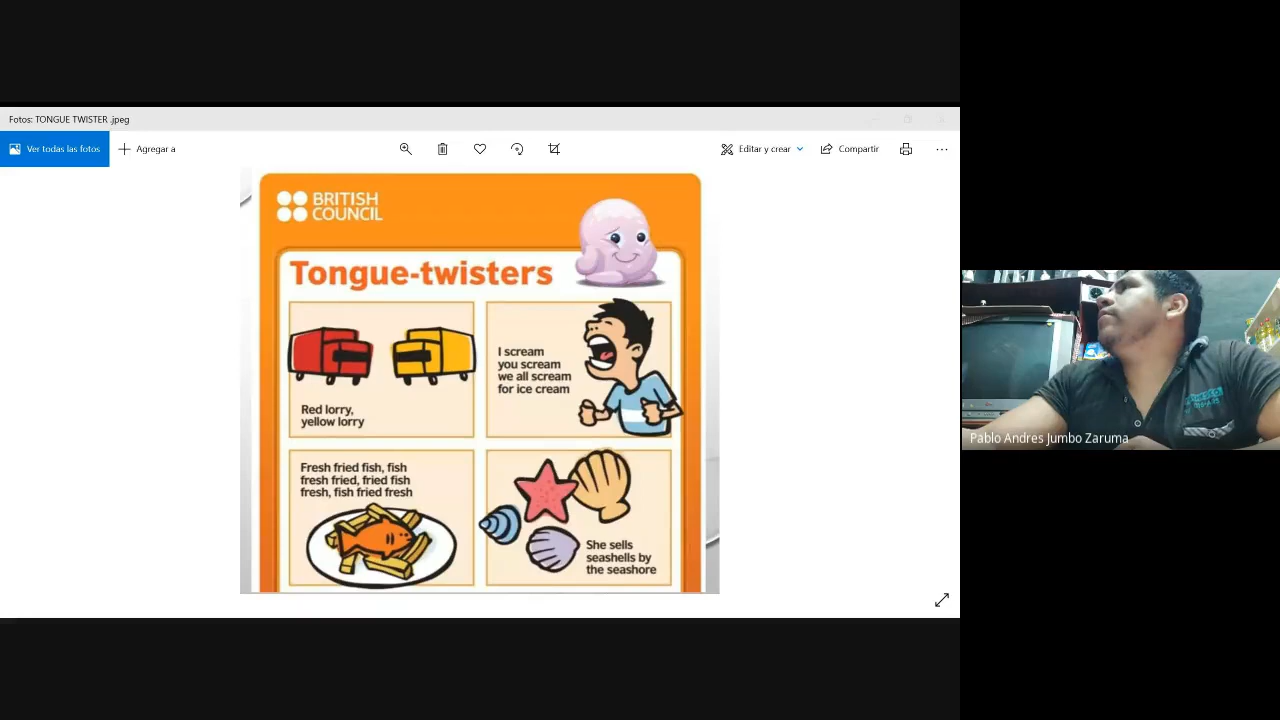 Fotos: TONGUE TWISTER .jpeg
Ver todas las fotos
Agregar a
Editar y crear
Compartir
BRITISH
COUNCIL
Tongue-twisters
Red lorry,
yellow lorry
I scream
you scream
we all scream
for ice cream
Fresh fried fish, fish
fresh fried, fried fish
fresh, fish fried fresh
She sells
seashells by
the seashore
Pablo Andres Jumbo Zaruma